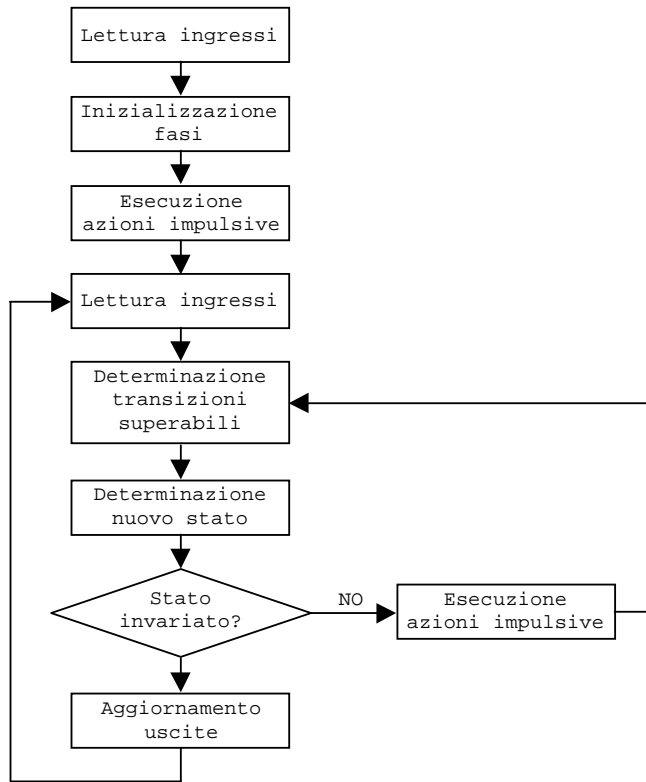 Lettura ingressi
Inizializzazione
fasi
Esecuzione
azioni impulsive
Lettura ingressi
Determinazione
transizioni
superabili
Determinazione
nuovo stato
Stato
invariato?
NO
Esecuzione
azioni impulsive
Aggiornamento
uscite